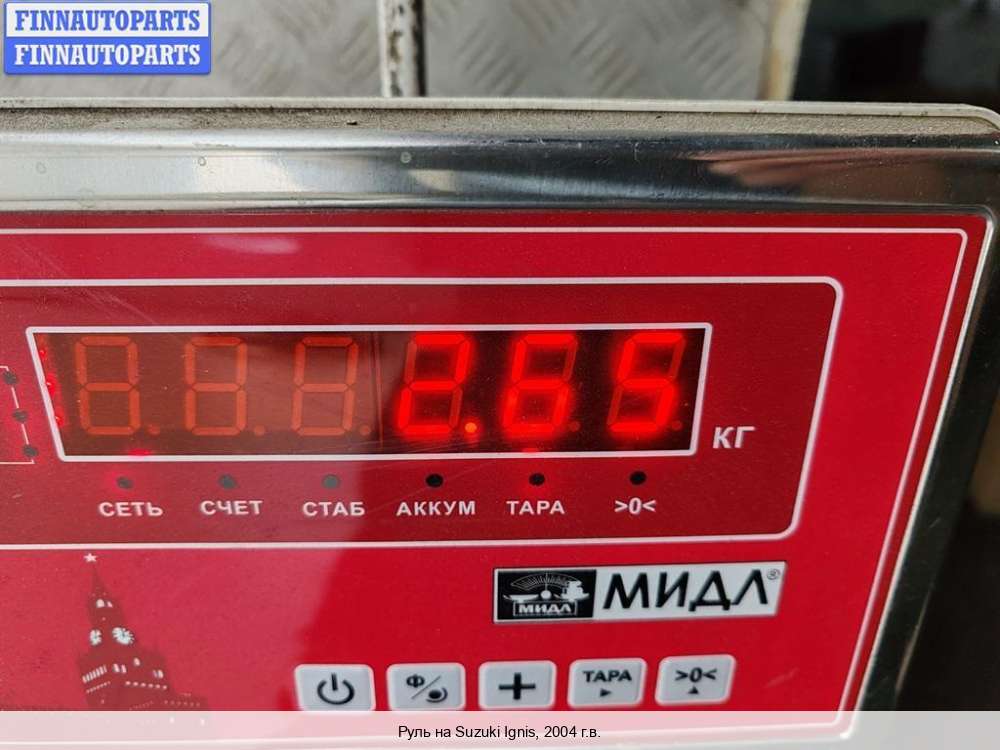 FINNAUTOPARTS
FINNAUTOPARTS
2.65
КГ
СЕТЬ СЧЕТ СТАБ АККУМ ТАРА >0<
МИДЛ МИДЛ®
Ф/ + ТАРА >0<
Руль на Suzuki Ignis, 2004 г.в.